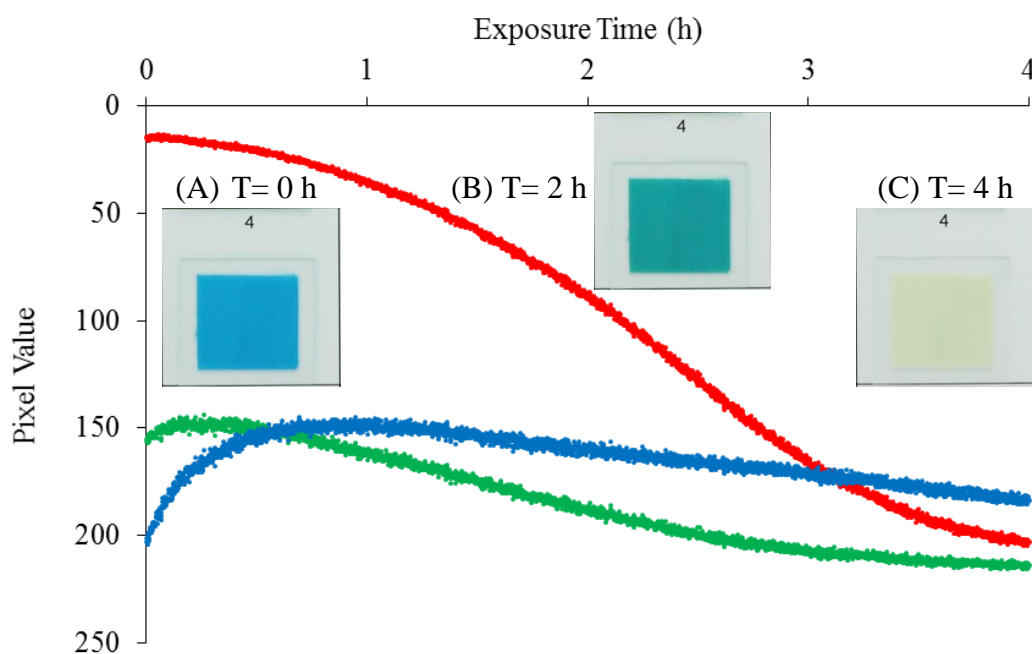 Exposure Time (h)
0 1 2 3 4
0
50
100
150
200
250
Pixel Value
(A) T= 0 h
4
(B) T= 2 h
4
(C) T= 4 h
4